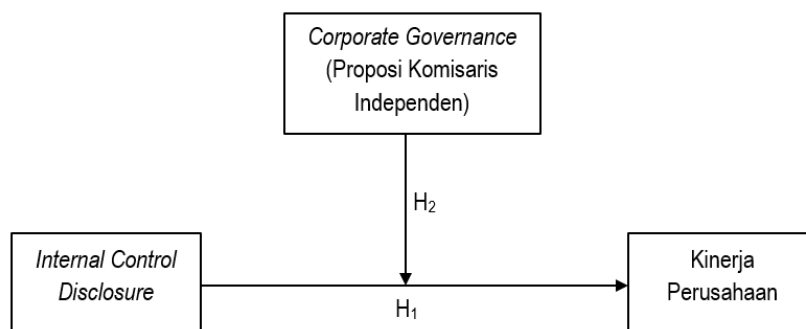 Corporate Governance
(Proposi Komisaris
Independen)
H₂
Internal Control
Disclosure
H₁
Kinerja
Perusahaan